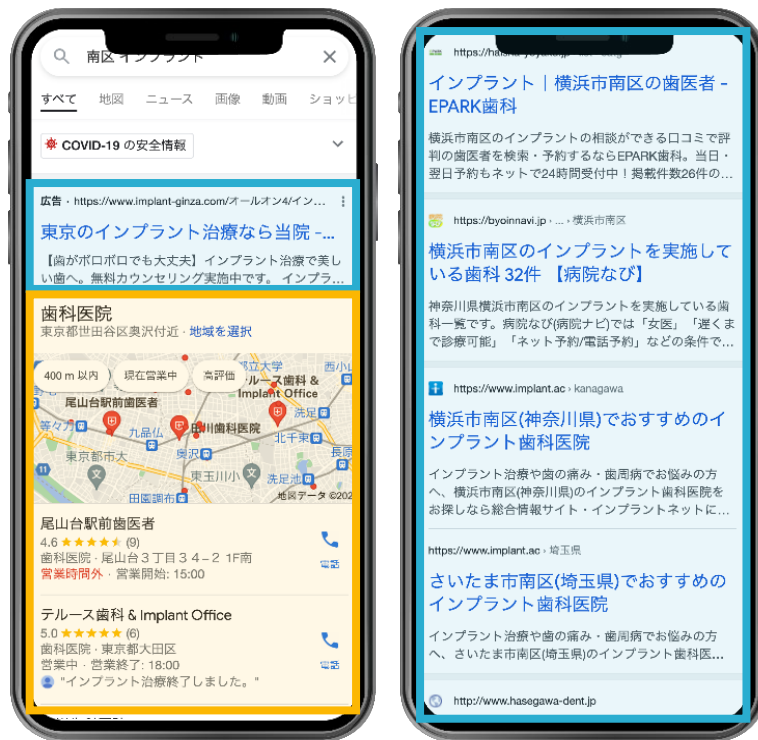 南区 インプラント
すべて 地図 ニュース 画像 動画 ショッピ
COVID-19 の安全情報
広告・https://www.implant-ginza.com/オールオン4/イン...
東京のインプラント治療なら当院 -...
【歯がボロボロでも大丈夫】インプラント治療で美し
い歯へ。無料カウンセリング実施中です。 インプラ...
歯科医院
東京都世田谷区奥沢付近・地域を選択
400 m 以内 現在営業中 高評価
都立大学
西小山
テルース歯科 &
Implant Office
尾山台駅前歯医者
洗足
等々力
九品仏
田川歯科医院
北千束
東京都市大
奥沢
長原
東玉川小
洗足池
田園調布
地図データ ©202
尾山台駅前歯医者
4.6 ★★★★★ (9)
歯科医院・尾山台３丁目３４−２ 1F南
営業時間外・営業開始: 15:00
電話
テルース歯科 & Implant Office
5.0 ★★★★★ (6)
歯科医院・東京都大田区
営業中・営業終了: 18:00
電話
"インプラント治療終了しました。"
インプラント｜横浜市南区の歯医者 -
EPARK歯科
横浜市南区のインプラントの相談ができる口コミで評
判の歯医者を検索・予約するならEPARK歯科。当日・
翌日予約もネットで24時間受付中！掲載件数26件の...
https://byoinnavi.jp › ... › 横浜市南区
横浜市南区のインプラントを実施して
いる歯科 32件 【病院なび】
神奈川県横浜市南区のインプラントを実施している歯
科一覧です。病院なび(病院ナビ)では「女医」「遅くま
で診療可能」「ネット予約/電話予約」などの条件で...
https://www.implant.ac › kanagawa
横浜市南区(神奈川県)でおすすめのイ
ンプラント歯科医院
インプラント治療や歯の痛み・歯周病でお悩みの方
へ、横浜市南区(神奈川県)のインプラント歯科医院を
お探しなら総合情報サイト・インプラントネットに...
https://www.implant.ac › 埼玉県
さいたま市南区(埼玉県)でおすすめの
インプラント歯科医院
インプラント治療や歯の痛み・歯周病でお悩みの方
へ、さいたま市南区(埼玉県)のインプラント歯科医...
http://www.hasegawa-dent.jp